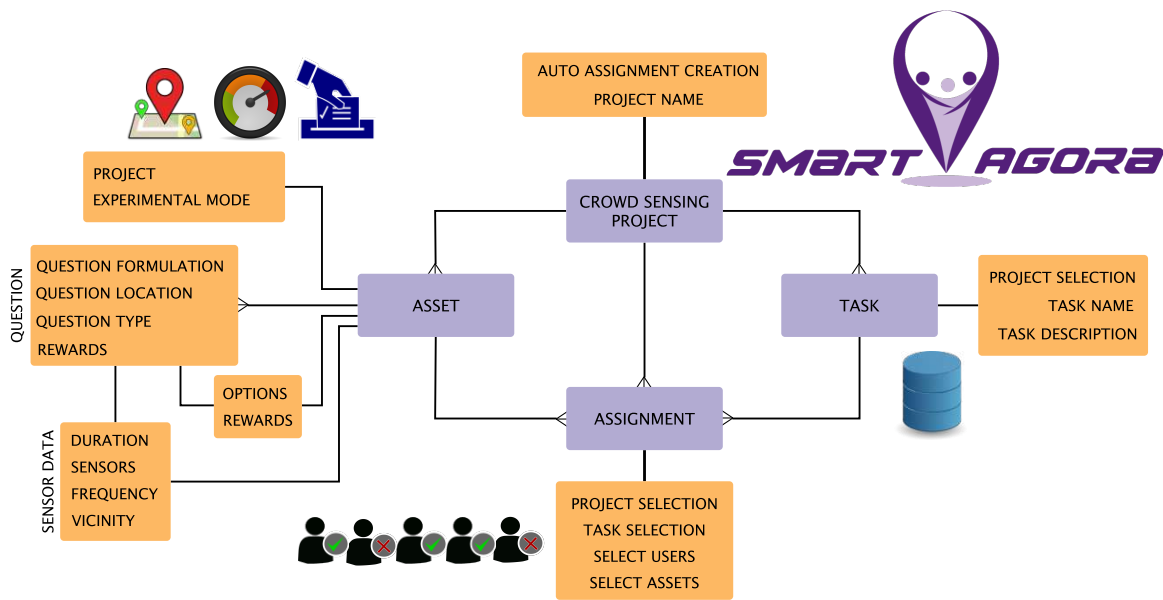 AUTO ASSIGNMENT CREATION
PROJECT NAME
SMART AGORA
PROJECT
EXPERIMENTAL MODE
CROWD SENSING
PROJECT
QUESTION
QUESTION FORMULATION
QUESTION LOCATION
QUESTION TYPE
REWARDS
ASSET
TASK
PROJECT SELECTION
TASK NAME
TASK DESCRIPTION
OPTIONS
REWARDS
ASSIGNMENT
SENSOR DATA
DURATION
SENSORS
FREQUENCY
VICINITY
PROJECT SELECTION
TASK SELECTION
SELECT USERS
SELECT ASSETS